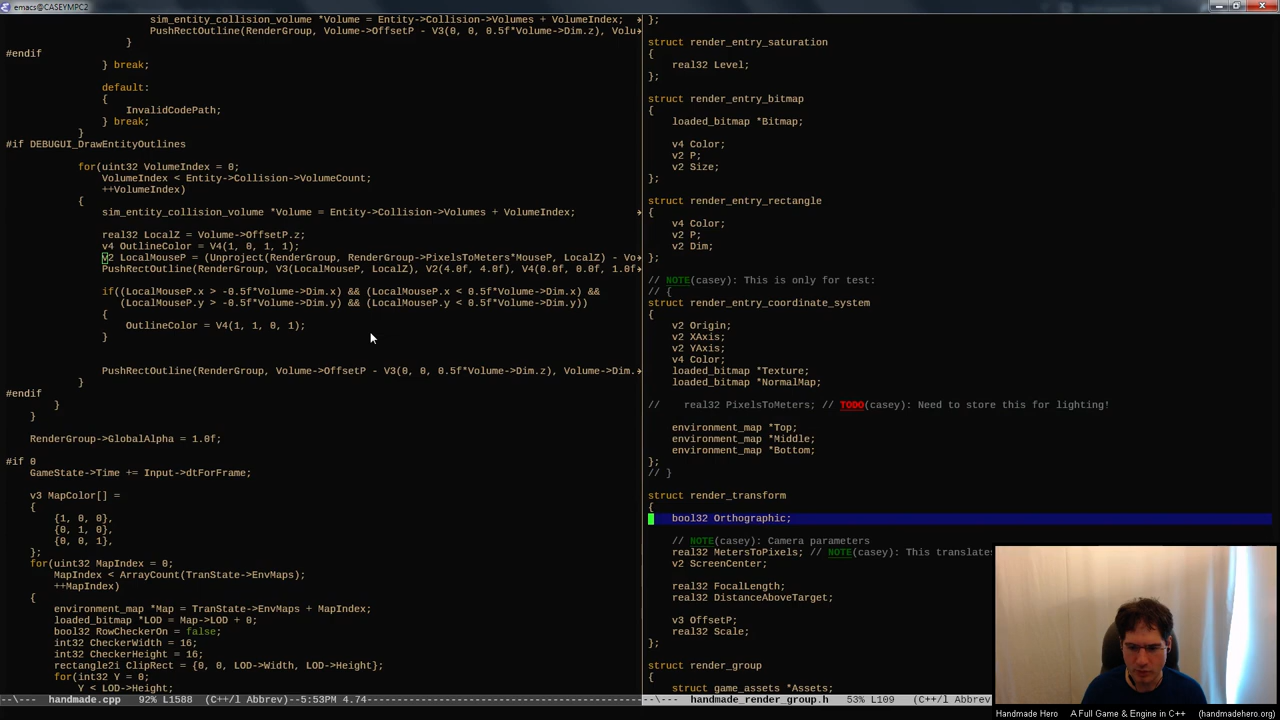 emacs@CASEYMPC2
sim_entity_collision_volume *Volume = Entity->Collision->Volumes + VolumeIndex;
PushRectOutline(RenderGroup, Volume->OffsetP - V3(0, 0, 0.5f*Volume->Dim.z), Volu
}
#endif
} break;
default:
{
InvalidCodePath;
} break;
}
#if DEBUGUI_DrawEntityOutlines
for(uint32 VolumeIndex = 0;
VolumeIndex < Entity->Collision->VolumeCount;
++VolumeIndex)
{
sim_entity_collision_volume *Volume = Entity->Collision->Volumes + VolumeIndex;
real32 LocalZ = Volume->OffsetP.z;
v4 OutlineColor = V4(1, 0, 1, 1);
v2 LocalMouseP = (Unproject(RenderGroup, RenderGroup->PixelsToMeters*MouseP, LocalZ) - Vo
PushRectOutline(RenderGroup, V3(LocalMouseP, LocalZ), V2(4.0f, 4.0f), V4(0.0f, 0.0f, 1.0f
if((LocalMouseP.x > -0.5f*Volume->Dim.x) && (LocalMouseP.x < 0.5f*Volume->Dim.x) &&
(LocalMouseP.y > -0.5f*Volume->Dim.y) && (LocalMouseP.y < 0.5f*Volume->Dim.y))
{
OutlineColor = V4(1, 1, 0, 1);
}
PushRectOutline(RenderGroup, Volume->OffsetP - V3(0, 0, 0.5f*Volume->Dim.z), Volume->Dim.
}
#endif
}
}
RenderGroup->GlobalAlpha = 1.0f;
#if 0
GameState->Time += Input->dtForFrame;
v3 MapColor[] =
{
{1, 0, 0},
{0, 1, 0},
{0, 0, 1},
};
for(uint32 MapIndex = 0;
MapIndex < ArrayCount(TranState->EnvMaps);
++MapIndex)
{
environment_map *Map = TranState->EnvMaps + MapIndex;
loaded_bitmap *LOD = Map->LOD + 0;
bool32 RowCheckerOn = false;
int32 CheckerWidth = 16;
int32 CheckerHeight = 16;
rectangle2i ClipRect = {0, 0, LOD->Width, LOD->Height};
for(int32 Y = 0;
Y < LOD->Height;
-\--- handmade.cpp 92% L1588 (C++/l Abbrev)--5:53PM 4.74
};
struct render_entry_saturation
{
real32 Level;
};
struct render_entry_bitmap
{
loaded_bitmap *Bitmap;
v4 Color;
v2 P;
v2 Size;
};
struct render_entry_rectangle
{
v4 Color;
v2 P;
v2 Dim;
};
// NOTE(casey): This is only for test:
// {
struct render_entry_coordinate_system
{
v2 Origin;
v2 XAxis;
v2 YAxis;
v4 Color;
loaded_bitmap *Texture;
loaded_bitmap *NormalMap;
// real32 PixelsToMeters; // TODO(casey): Need to store this for lighting!
environment_map *Top;
environment_map *Middle;
environment_map *Bottom;
};
// }
struct render_transform
{
bool32 Orthographic;
// NOTE(casey): Camera parameters
real32 MetersToPixels; // NOTE(casey): This translates
v2 ScreenCenter;
real32 FocalLength;
real32 DistanceAboveTarget;
v3 OffsetP;
real32 Scale;
};
struct render_group
{
struct game_assets *Assets;
-\--- handmade_render_group.h 53% L109 (C++/l Abbrev)
Handmade Hero A Full Game & Engine in C++ (handmadehero.org)